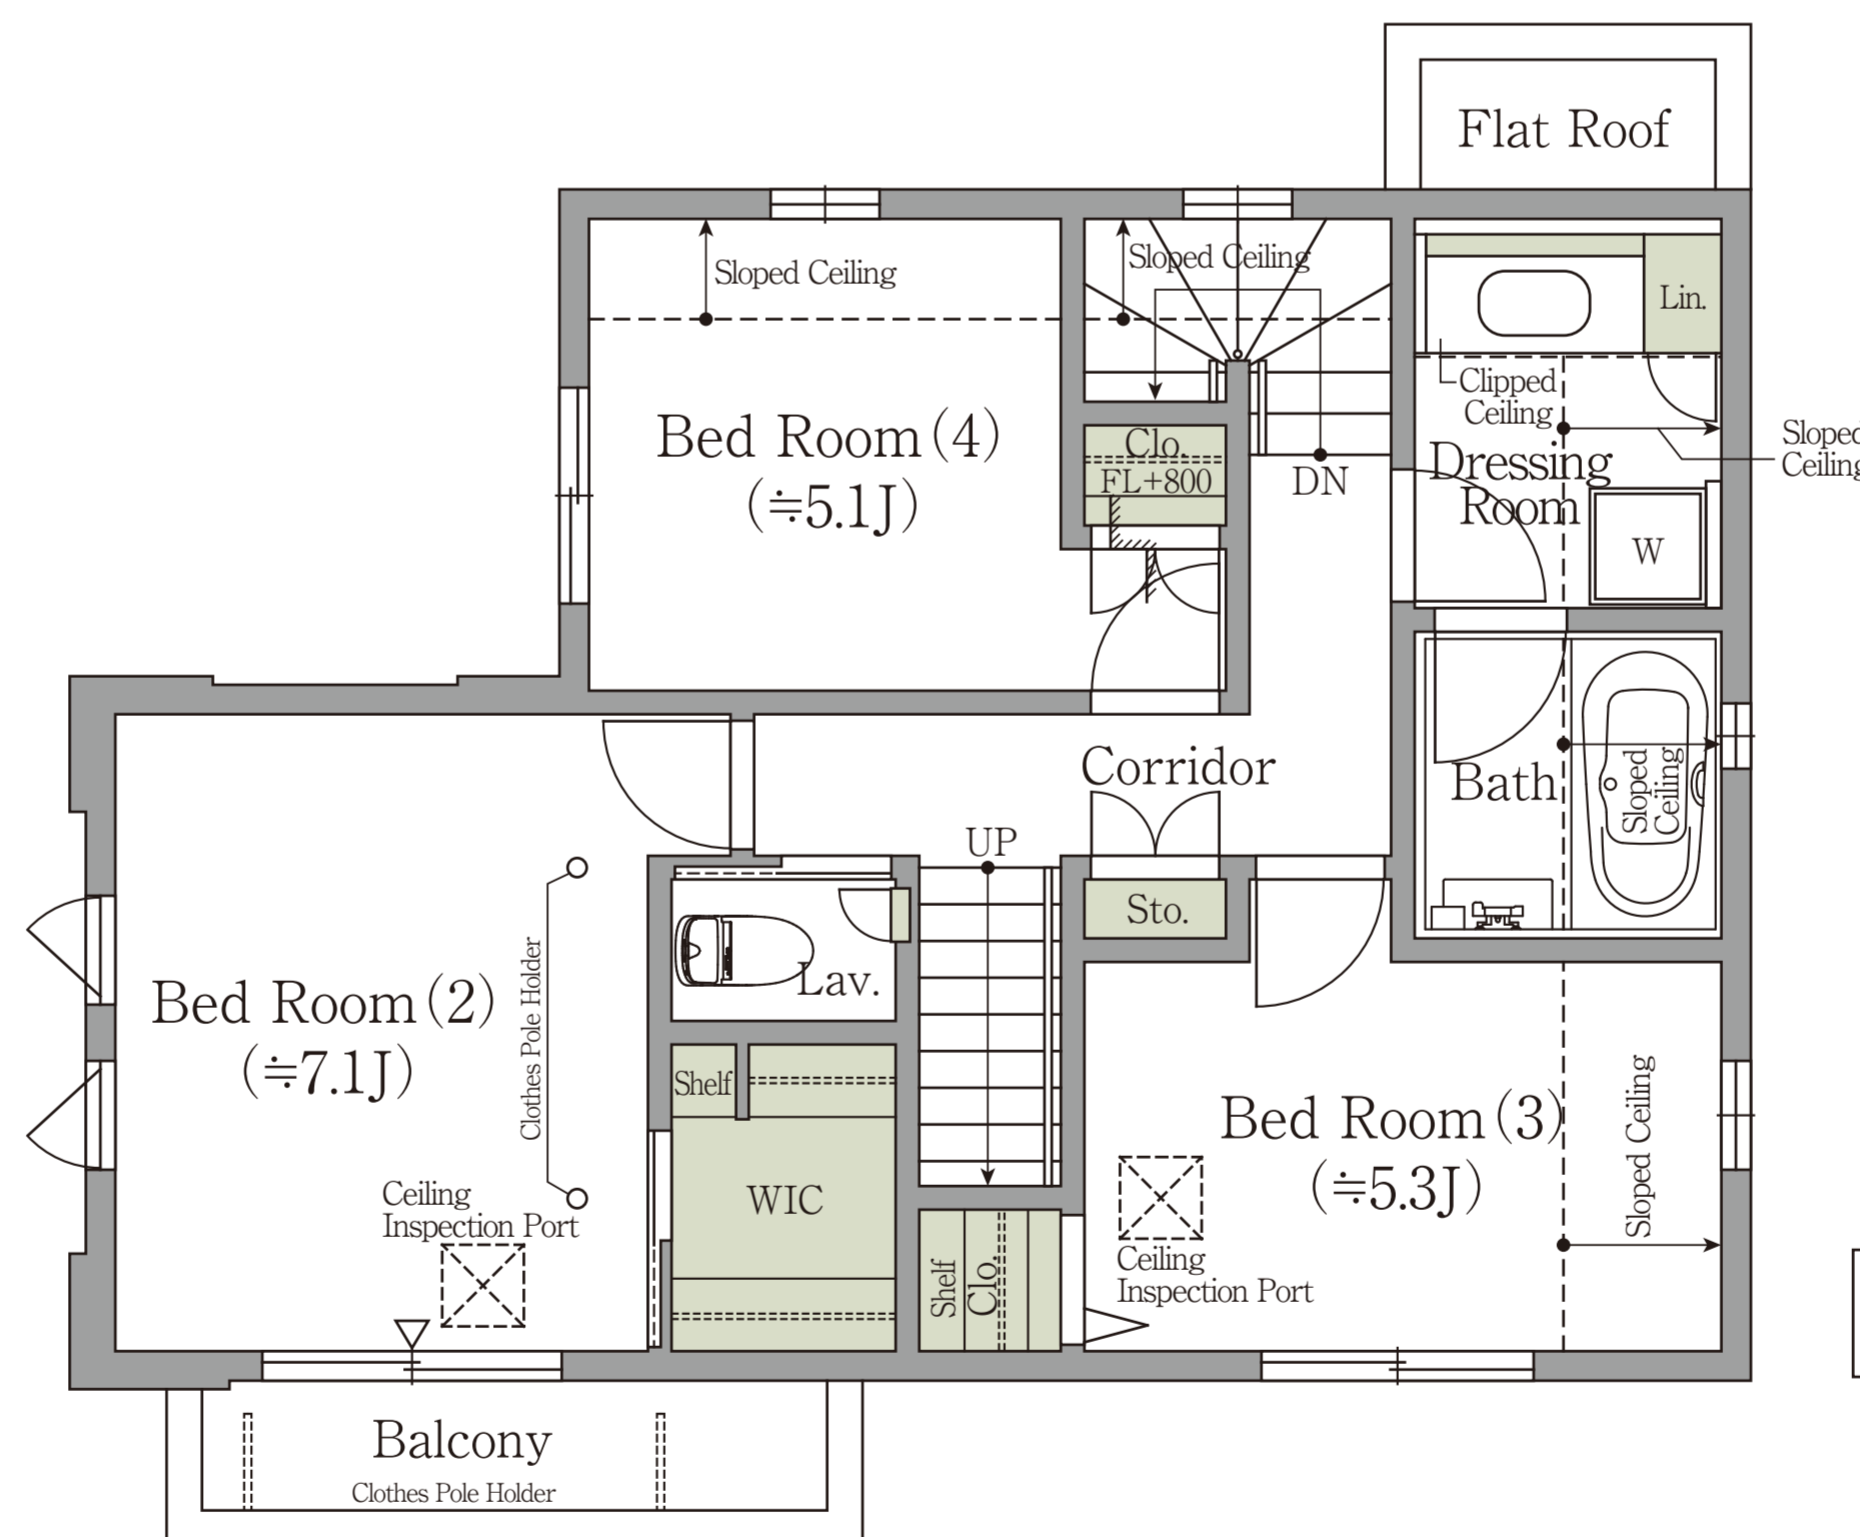 Flat Roof
Sloped Ceiling
Sloped Ceiling
Lin.
Clipped
Ceiling
Sloped
Ceiling
Bed Room (4)
(≒5.1J)
Clo.
FL+800
DN
Dressing
Room
W
Corridor
Bath
Sloped
Ceiling
UP
Sto.
Lav.
Bed Room (2)
(≒7.1J)
Clothes Pole Holder
Shelf
WIC
Bed Room (3)
(≒5.3J)
Sloped Ceiling
Ceiling
Inspection Port
Ceiling
Inspection Port
Shelf
Clo.
Balcony
Clothes Pole Holder